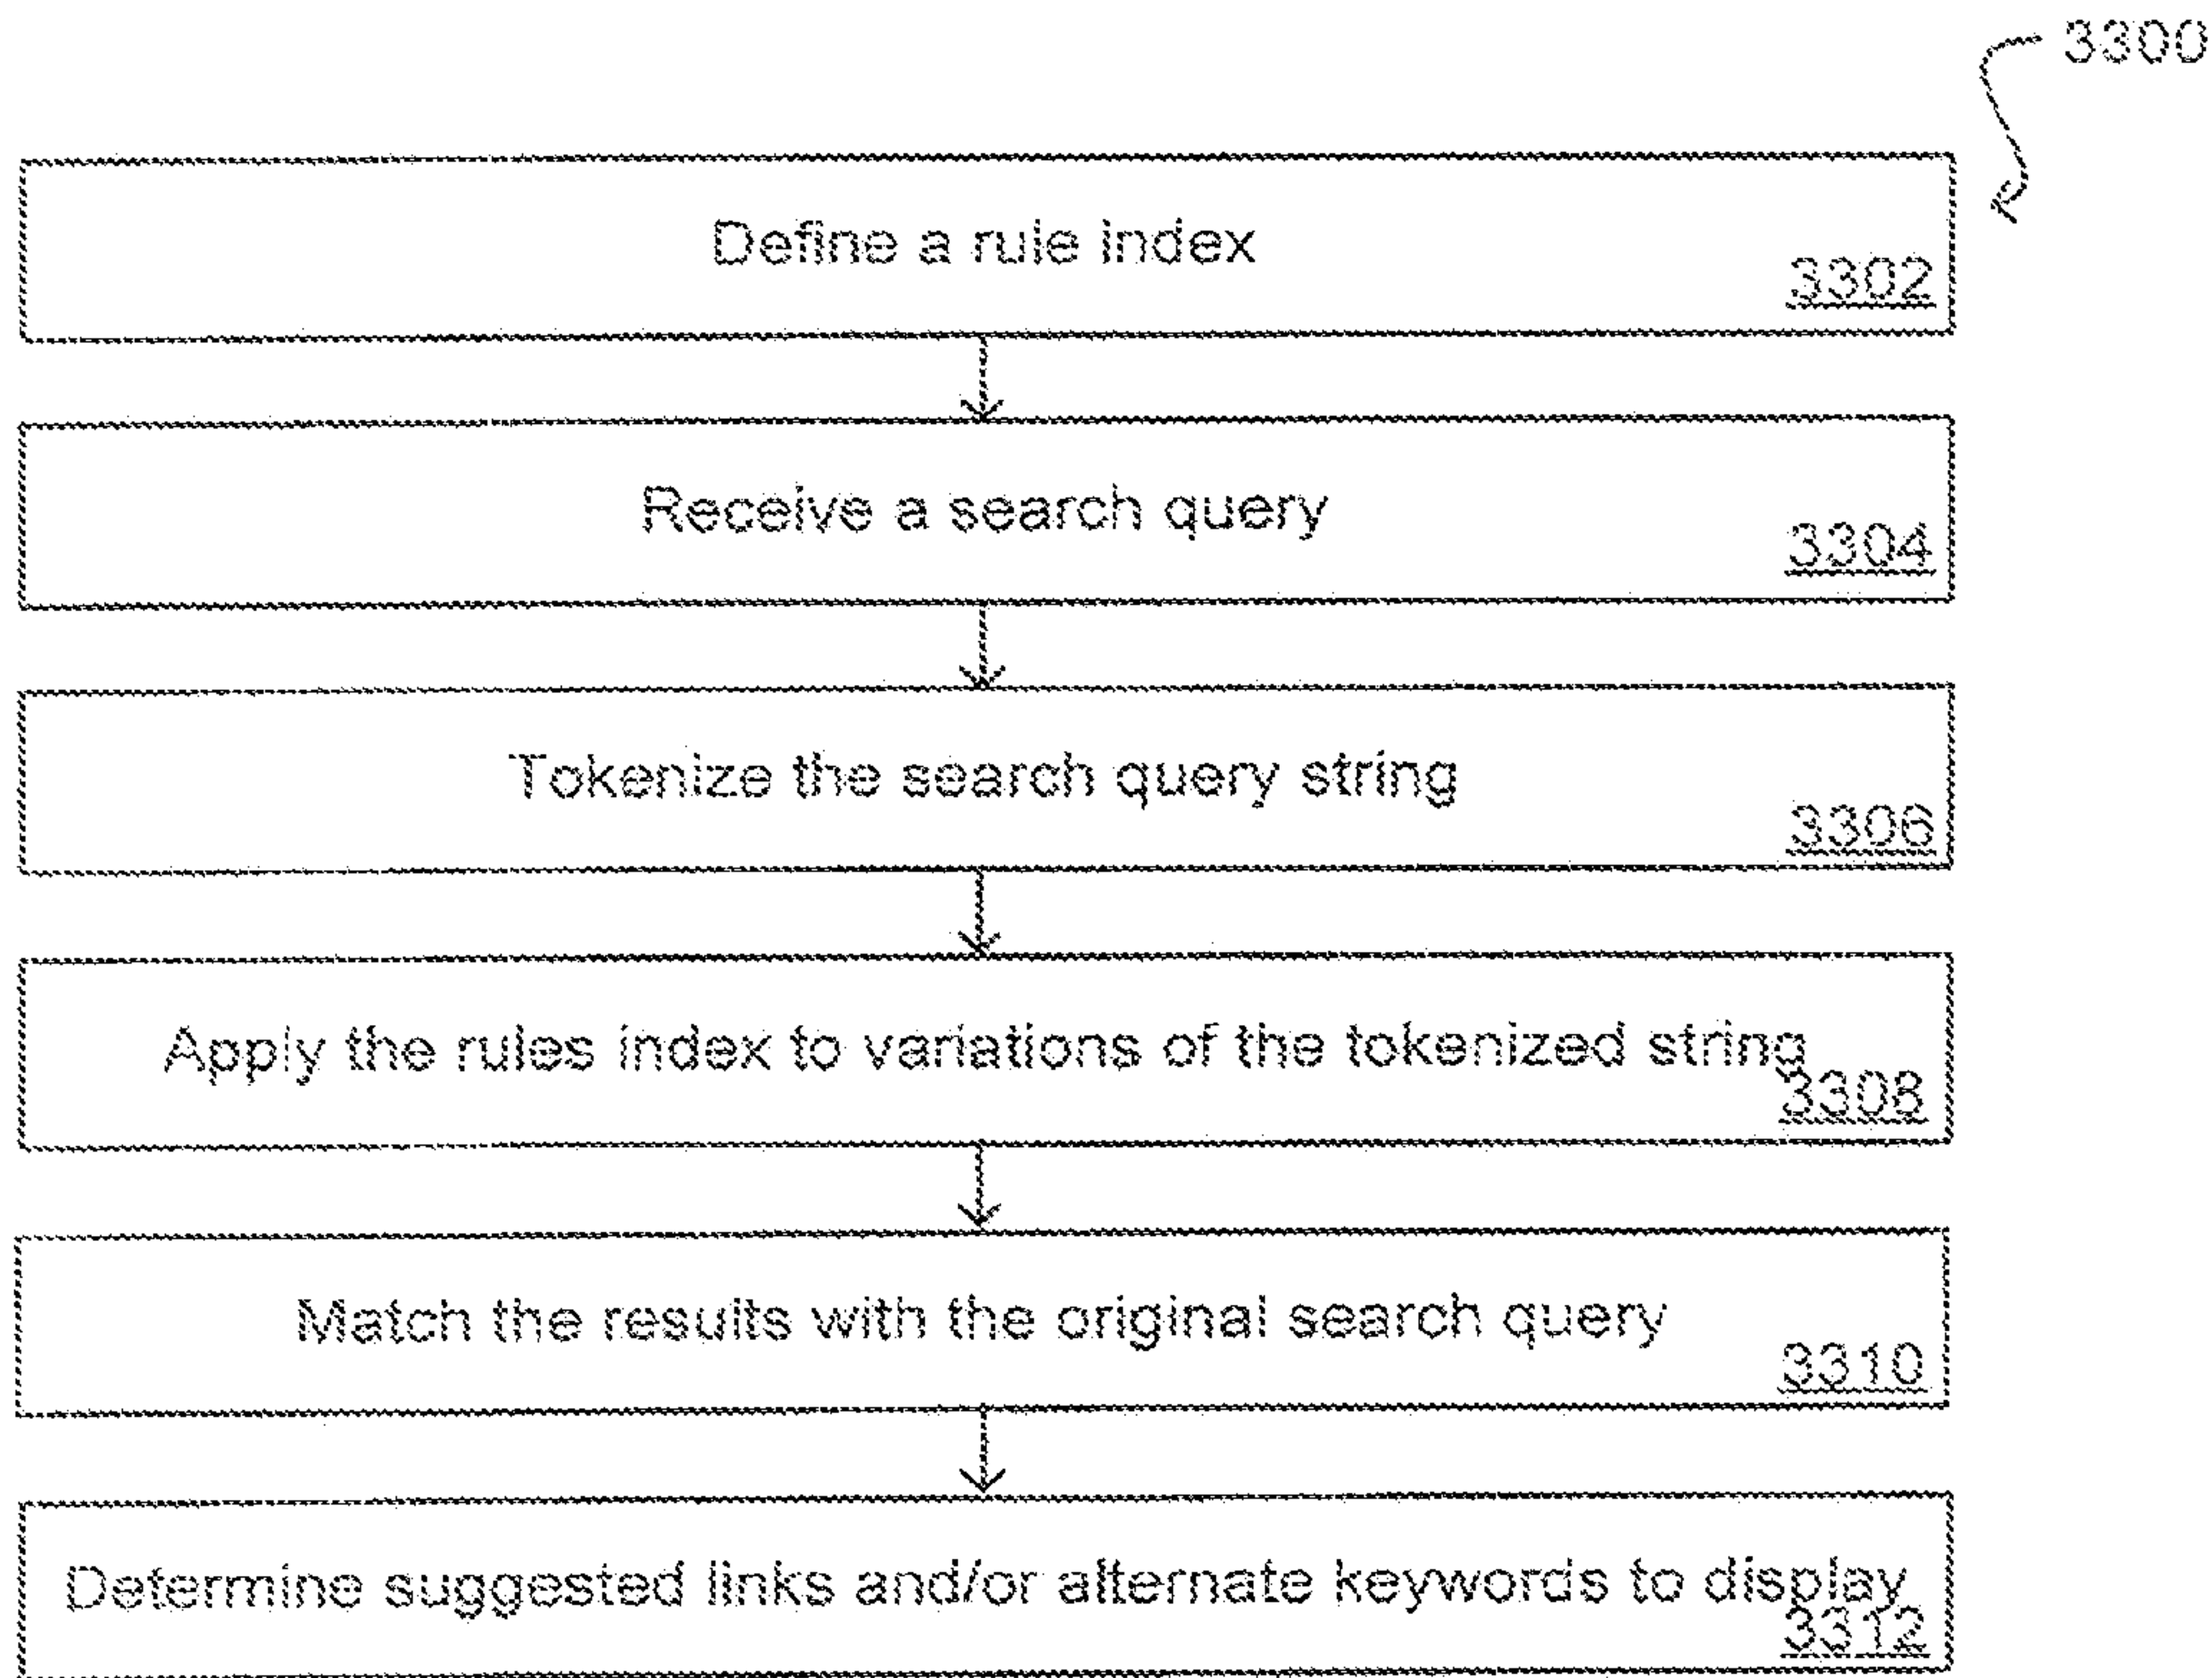 3300
Define a rule index
3302
Receive a search query
3304
Tokenize the search query string
3306
Apply the rules index to variations of the tokenized string
3308
Match the results with the original search query
3310
Determine suggested links and/or alternate keywords to display
3312